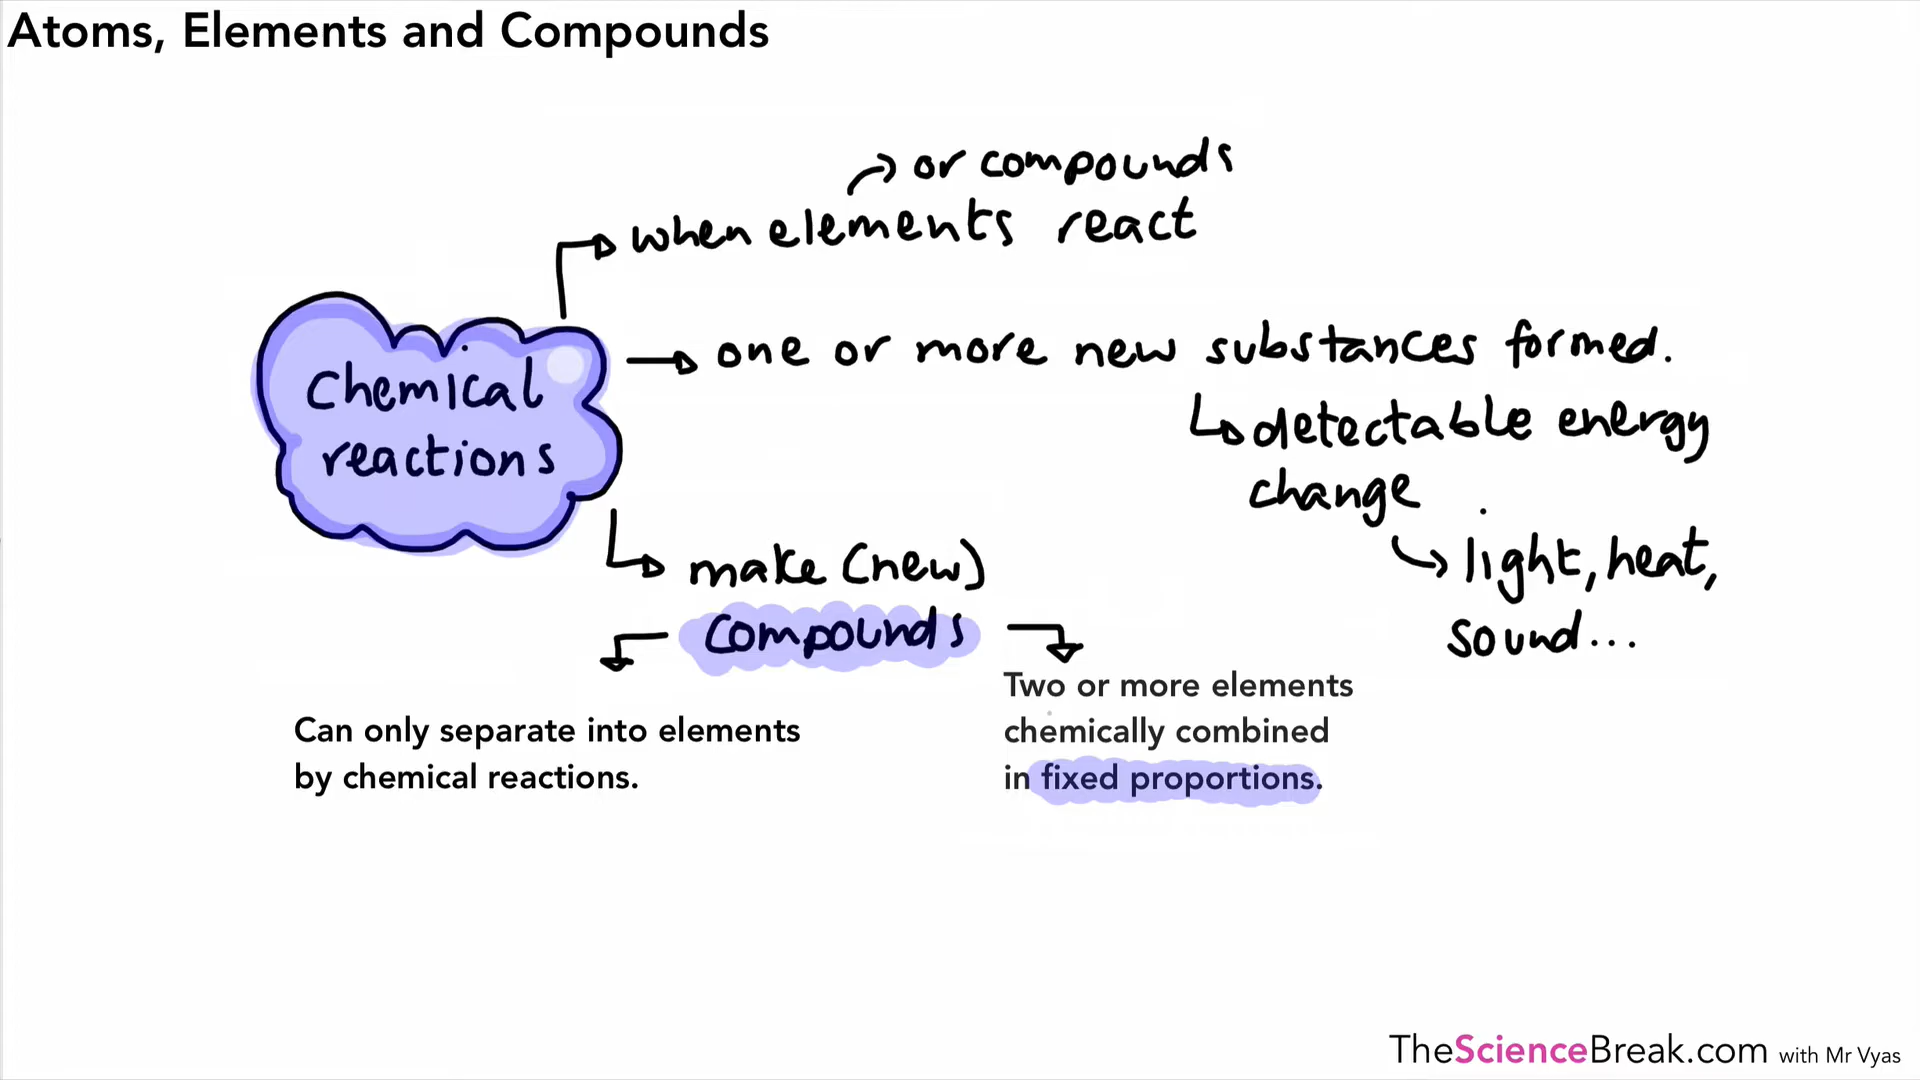 Atoms, Elements and Compounds
or compounds
when elements react
Chemical
reactions
one or more new substances formed.
detectable energy
change
light, heat,
sound...
make (new)
compounds
Can only separate into elements
by chemical reactions.
Two or more elements
chemically combined
in fixed proportions.
TheScienceBreak.com with Mr Vyas